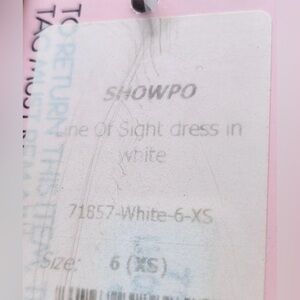 SHOWPO
Line Of Sight dress in
white
71857-White-6-XS
Size: 6 (XS)
TO RETURN THIS ITEM
TAG MUST